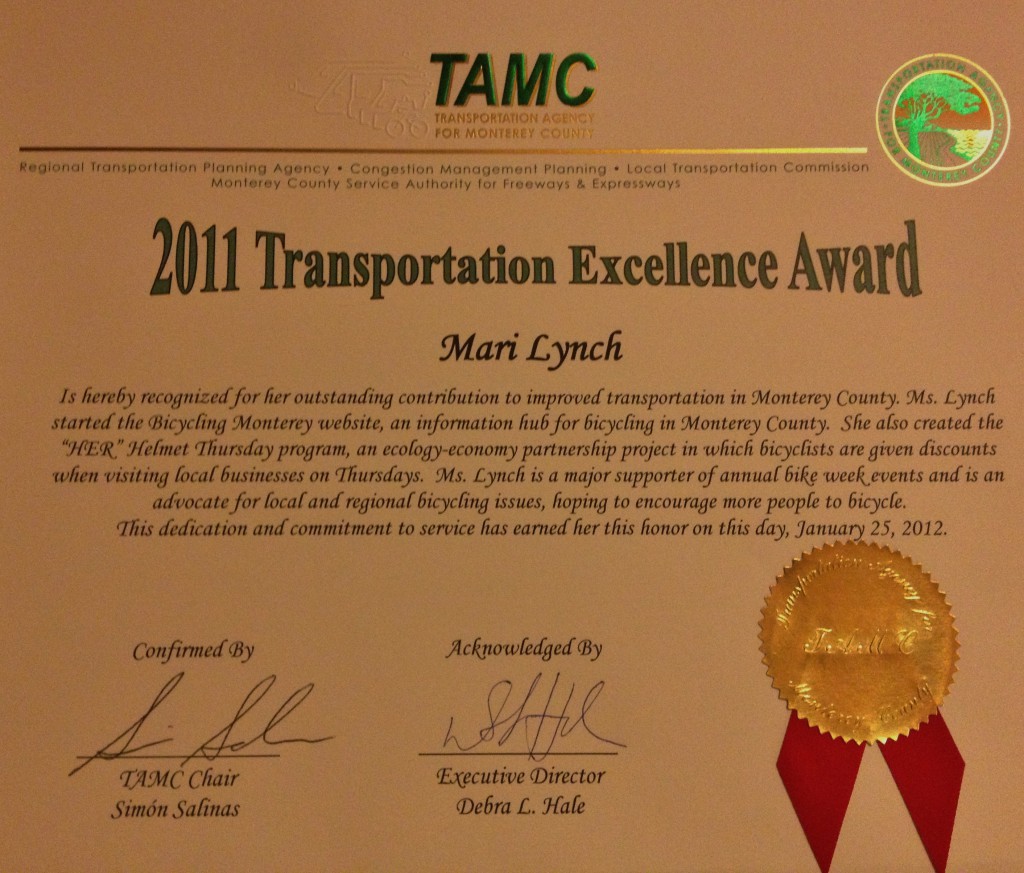 TAMC
TRANSPORTATION AGENCY
FOR MONTEREY COUNTY
Regional Transportation Planning Agency • Congestion Management Planning • Local Transportation Commission
Monterey County Service Authority for Freeways & Expressways
2011 Transportation Excellence Award
Mari Lynch
Is hereby recognized for her outstanding contribution to improved transportation in Monterey County. Ms. Lynch
started the Bicycling Monterey website, an information hub for bicycling in Monterey County. She also created the
“HER” Helmet Thursday program, an ecology-economy partnership project in which bicyclists are given discounts
when visiting local businesses on Thursdays. Ms. Lynch is a major supporter of annual bike week events and is an
advocate for local and regional bicycling issues, hoping to encourage more people to bicycle.
This dedication and commitment to service has earned her this honor on this day, January 25, 2012.
Transportation Agency for
T A M C
Monterey County
Confirmed By
Acknowledged By
TAMC Chair
Simón Salinas
Executive Director
Debra L. Hale